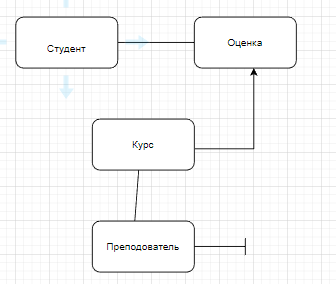 Студент
Оценка
Курс
Преподователь